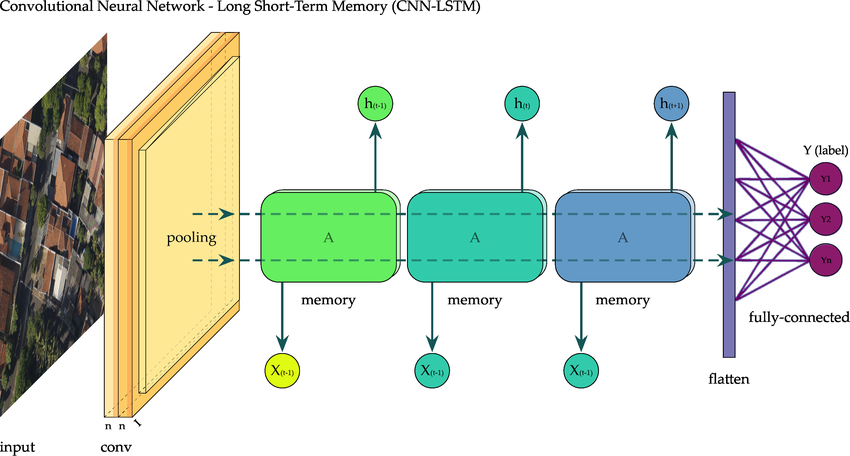 Convolutional Neural Network - Long Short-Term Memory (CNN-LSTM)
h(t-1)
h(t)
h(t+1)
Y (label)
Y1
Y2
Yn
pooling
A
A
A
memory
memory
memory
fully-connected
X(t-1)
X(t-1)
X(t-1)
flatten
n
n
1
input
conv